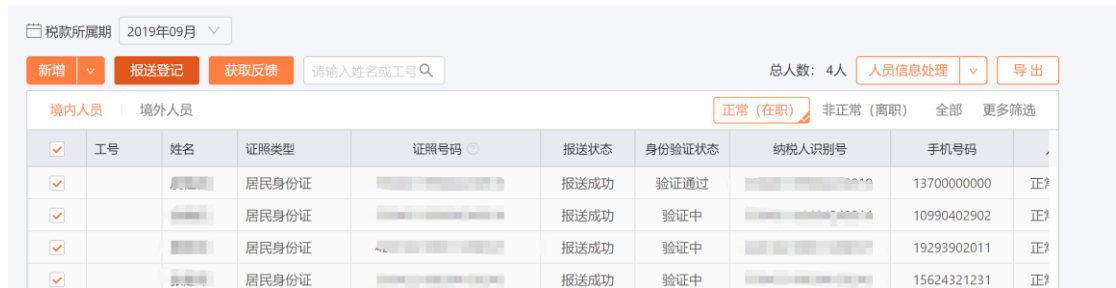 税款所属期 2019年09月
新增 报送登记 获取反馈 请输入姓名或工号 总人数： 4人 人员信息处理 导出
境内人员 境外人员 正常（在职） 非正常（离职） 全部 更多筛选
工号 姓名 证照类型 证照号码 报送状态 身份验证状态 纳税人识别号 手机号码
居民身份证 报送成功 验证通过 13700000000 正常
居民身份证 报送成功 验证中 10990402902
居民身份证 报送成功 验证中 19293902011
居民身份证 报送成功 验证中 15624321231